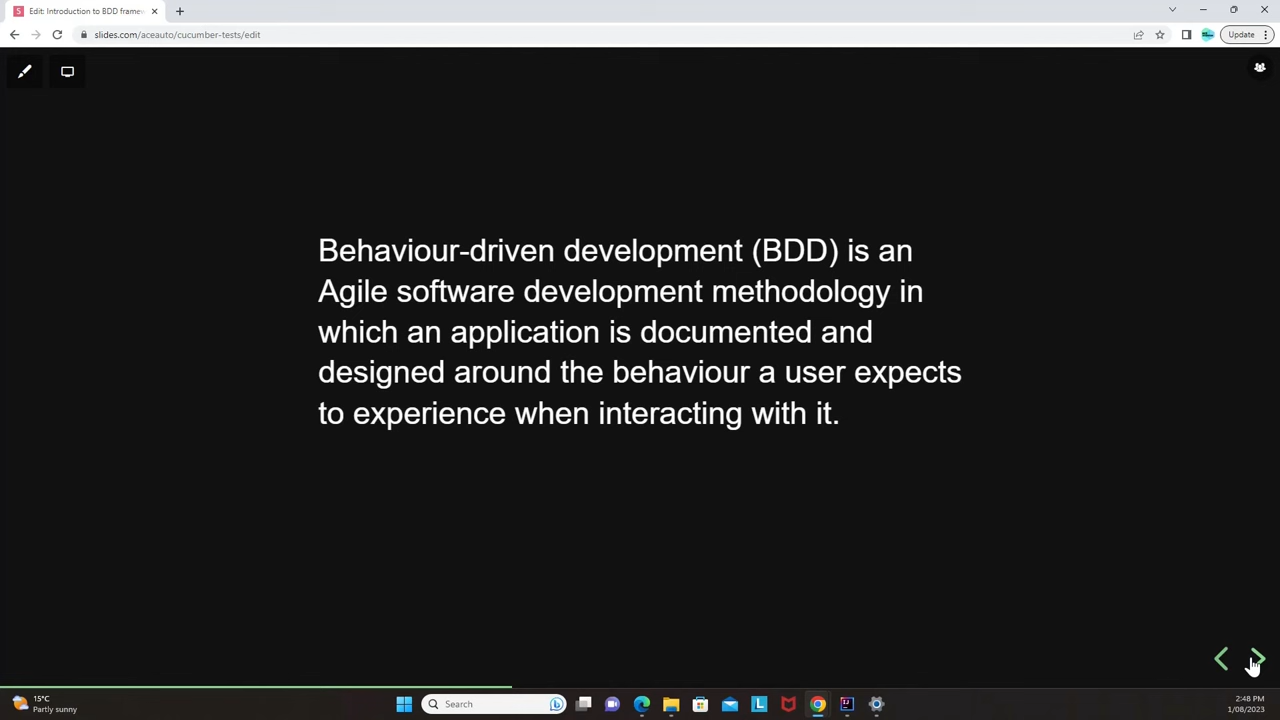 Edit: Introduction to BDD frame
slides.com/aceauto/cucumber-tests/edit
Update
Behaviour-driven development (BDD) is an
Agile software development methodology in
which an application is documented and
designed around the behaviour a user expects
to experience when interacting with it.
15°C
Partly sunny
Search
2:48 PM
1/08/2023